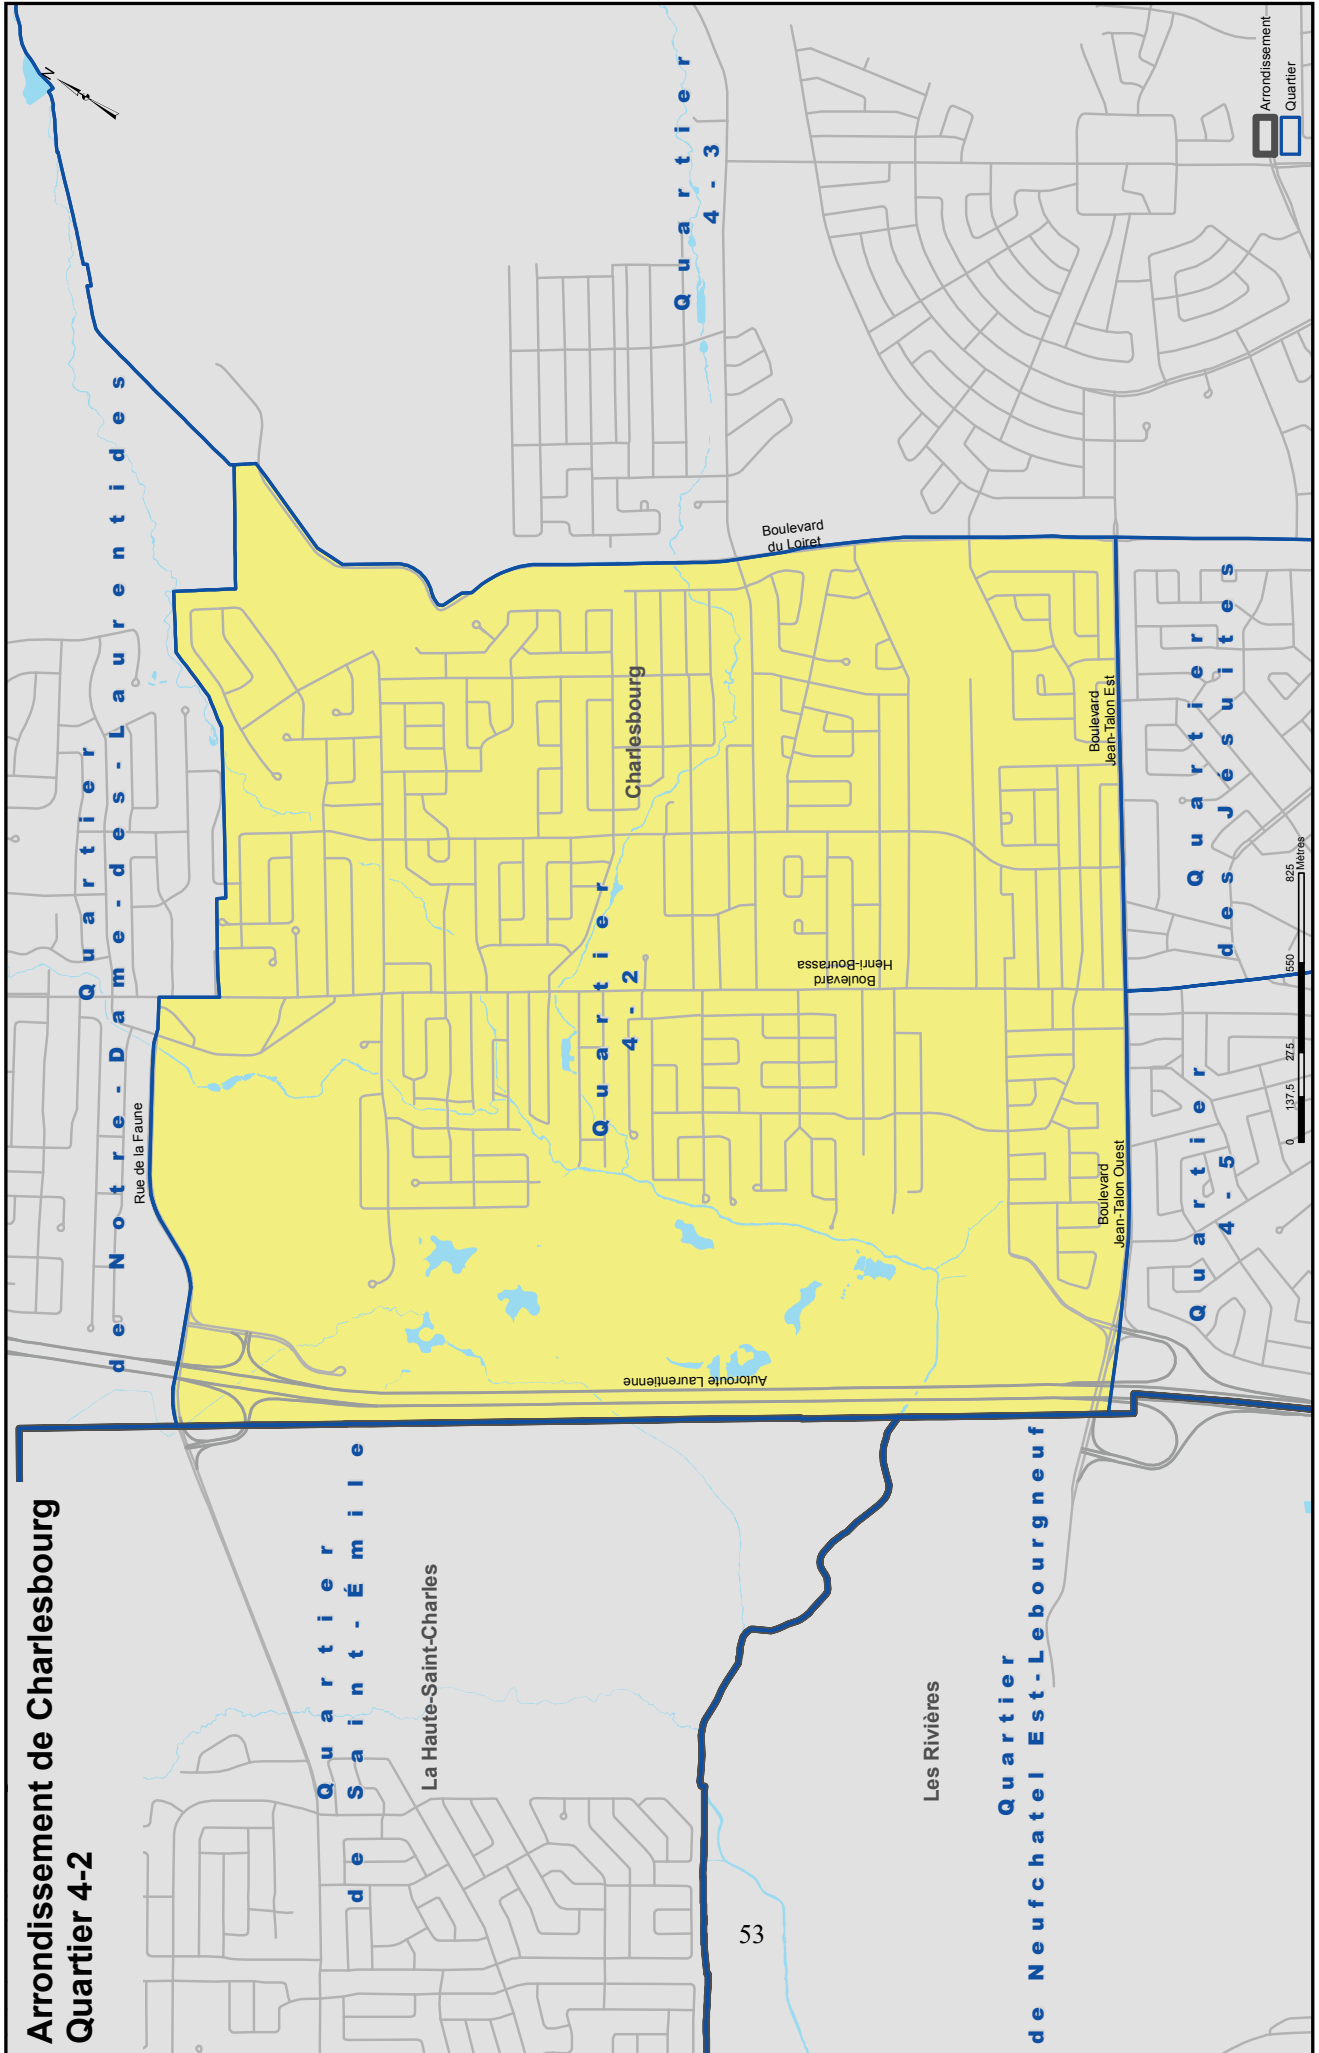 Arrondissement de Charlesbourg
Quartier 4-2
N
Quartier
de Notre-Dame-des-Laurentides
Rue de la Faune
Quartier
de Saint-Émile
La Haute-Saint-Charles
Quartier
4-2
Charlesbourg
Autoroute Laurentienne
Quartier
4-3
Boulevard
du Loiret
Boulevard
Henri-Bourassa
Les Rivières
Quartier
de Neufchatel Est-Lebourgneuf
Boulevard
Jean-Talon Ouest
Boulevard
Jean-Talon Est
Quartier
4-5
Quartier
des Jésuites
Arrondissement
Quartier
0 137.5 275 550 825
Mètres
53